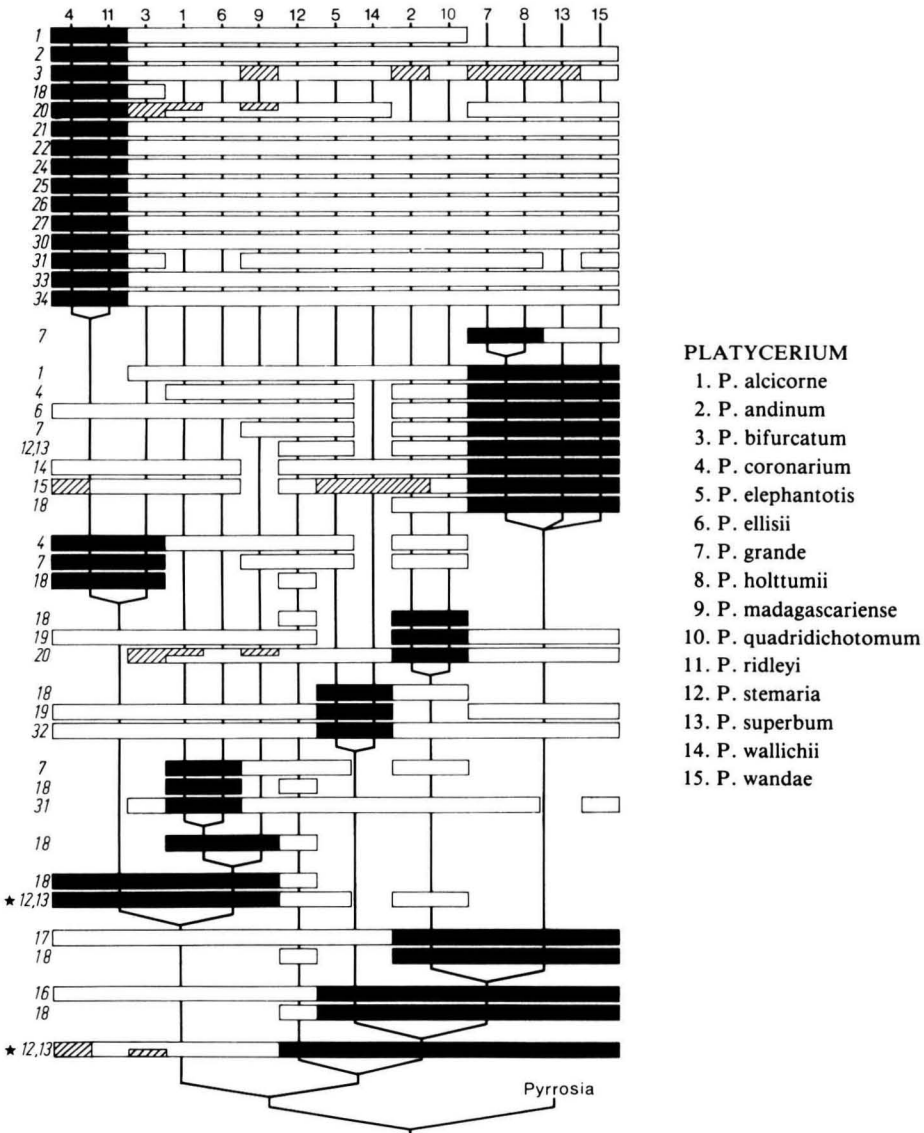 4 11 3 1 6 9 12 5 14 2 10 7 8 13 15
1
2
3
18
20
21
22
24
25
26
27
30
31
33
34
7
1
4
6
7
12,13
14
15
18
4
7
18
18
19
20
18
19
32
7
18
31
18
18
★ 12,13
17
18
16
18
★ 12,13
Pyrrosia
PLATYCERIUM
1. P. alcicorne
2. P. andinum
3. P. bifurcatum
4. P. coronarium
5. P. elephantotis
6. P. ellisii
7. P. grande
8. P. holttumii
9. P. madagascariense
10. P. quadridichotomum
11. P. ridleyi
12. P. stemaria
13. P. superbum
14. P. wallichii
15. P. wandae